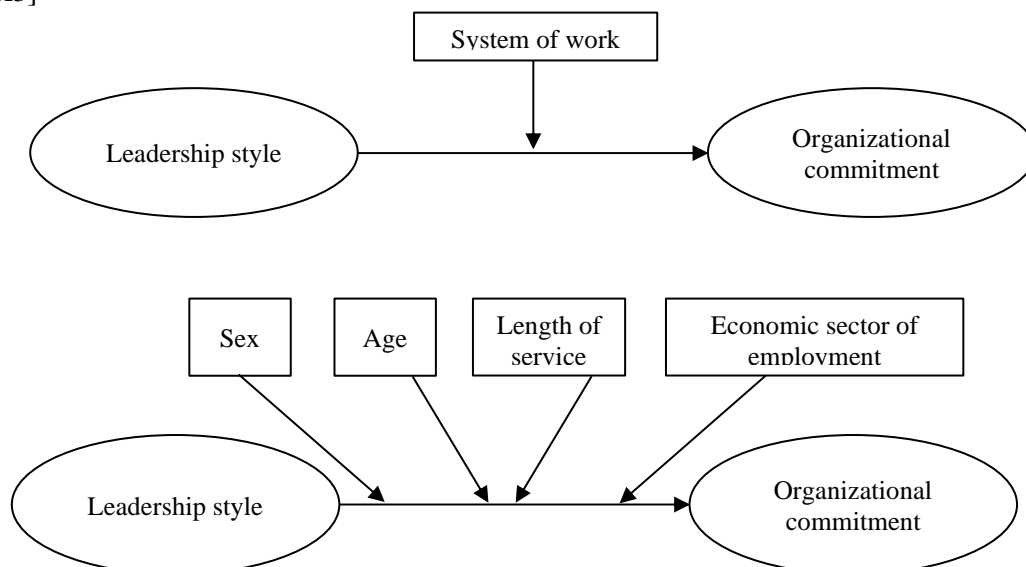 System of work
Leadership style
Organizational
commitment
Sex
Age
Length of
service
Economic sector of
employment
Leadership style
Organizational
commitment